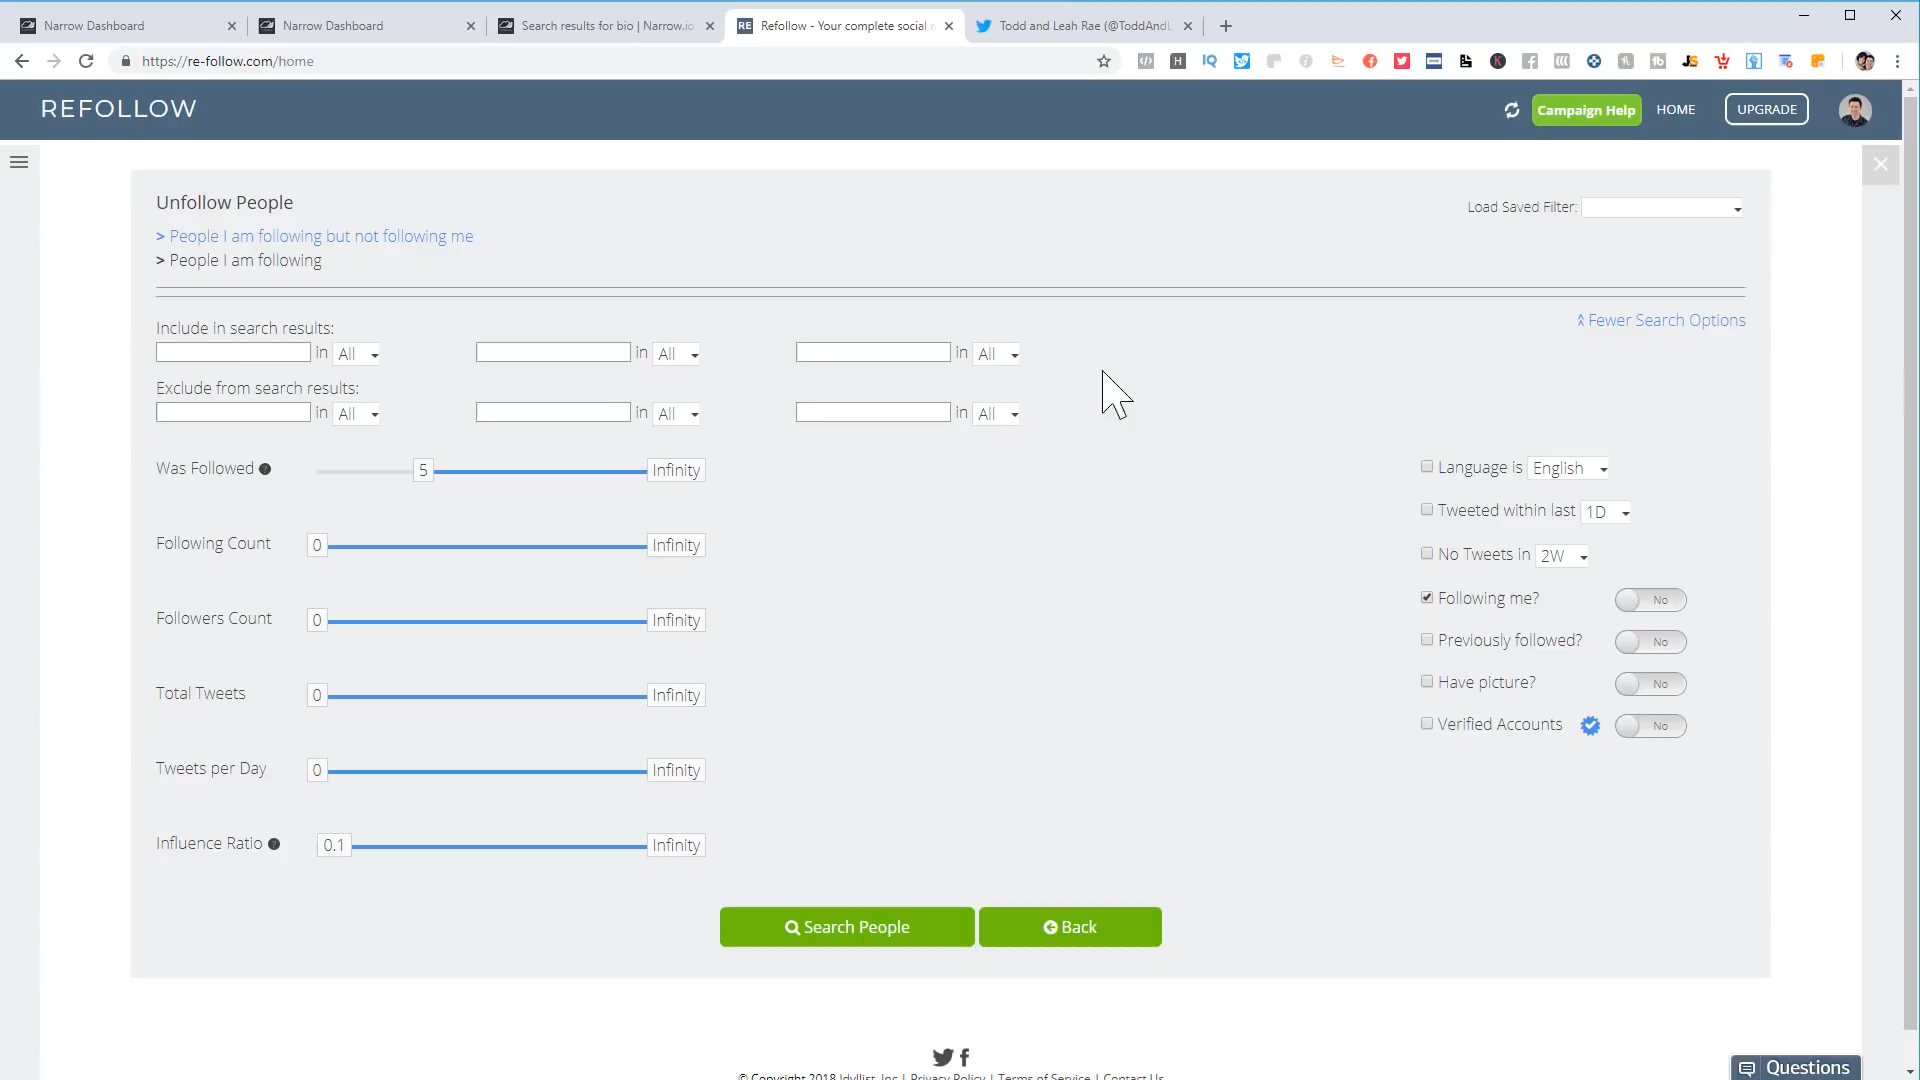 Narrow Dashboard
Narrow Dashboard
Search results for bio | Narrow.io
RE Refollow - Your complete social
Todd and Leah Rae (@ToddAndL
https://re-follow.com/home
REFOLLOW
Campaign Help
HOME
UPGRADE
Unfollow People
Load Saved Filter:
> People I am following but not following me
> People I am following
Fewer Search Options
Include in search results:
in All in All in All
Exclude from search results:
in All in All in All
Was Followed 5 Infinity
Language is English
Tweeted within last 1D
Following Count 0 Infinity
No Tweets in 2W
Following me? No
Followers Count 0 Infinity
Previously followed? No
Have picture? No
Total Tweets 0 Infinity
Verified Accounts No
Tweets per Day 0 Infinity
Influence Ratio 0.1 Infinity
Search People
Back
© Copyright 2018 Idyllist, Inc | Privacy Policy | Terms of Service | Contact Us
Questions